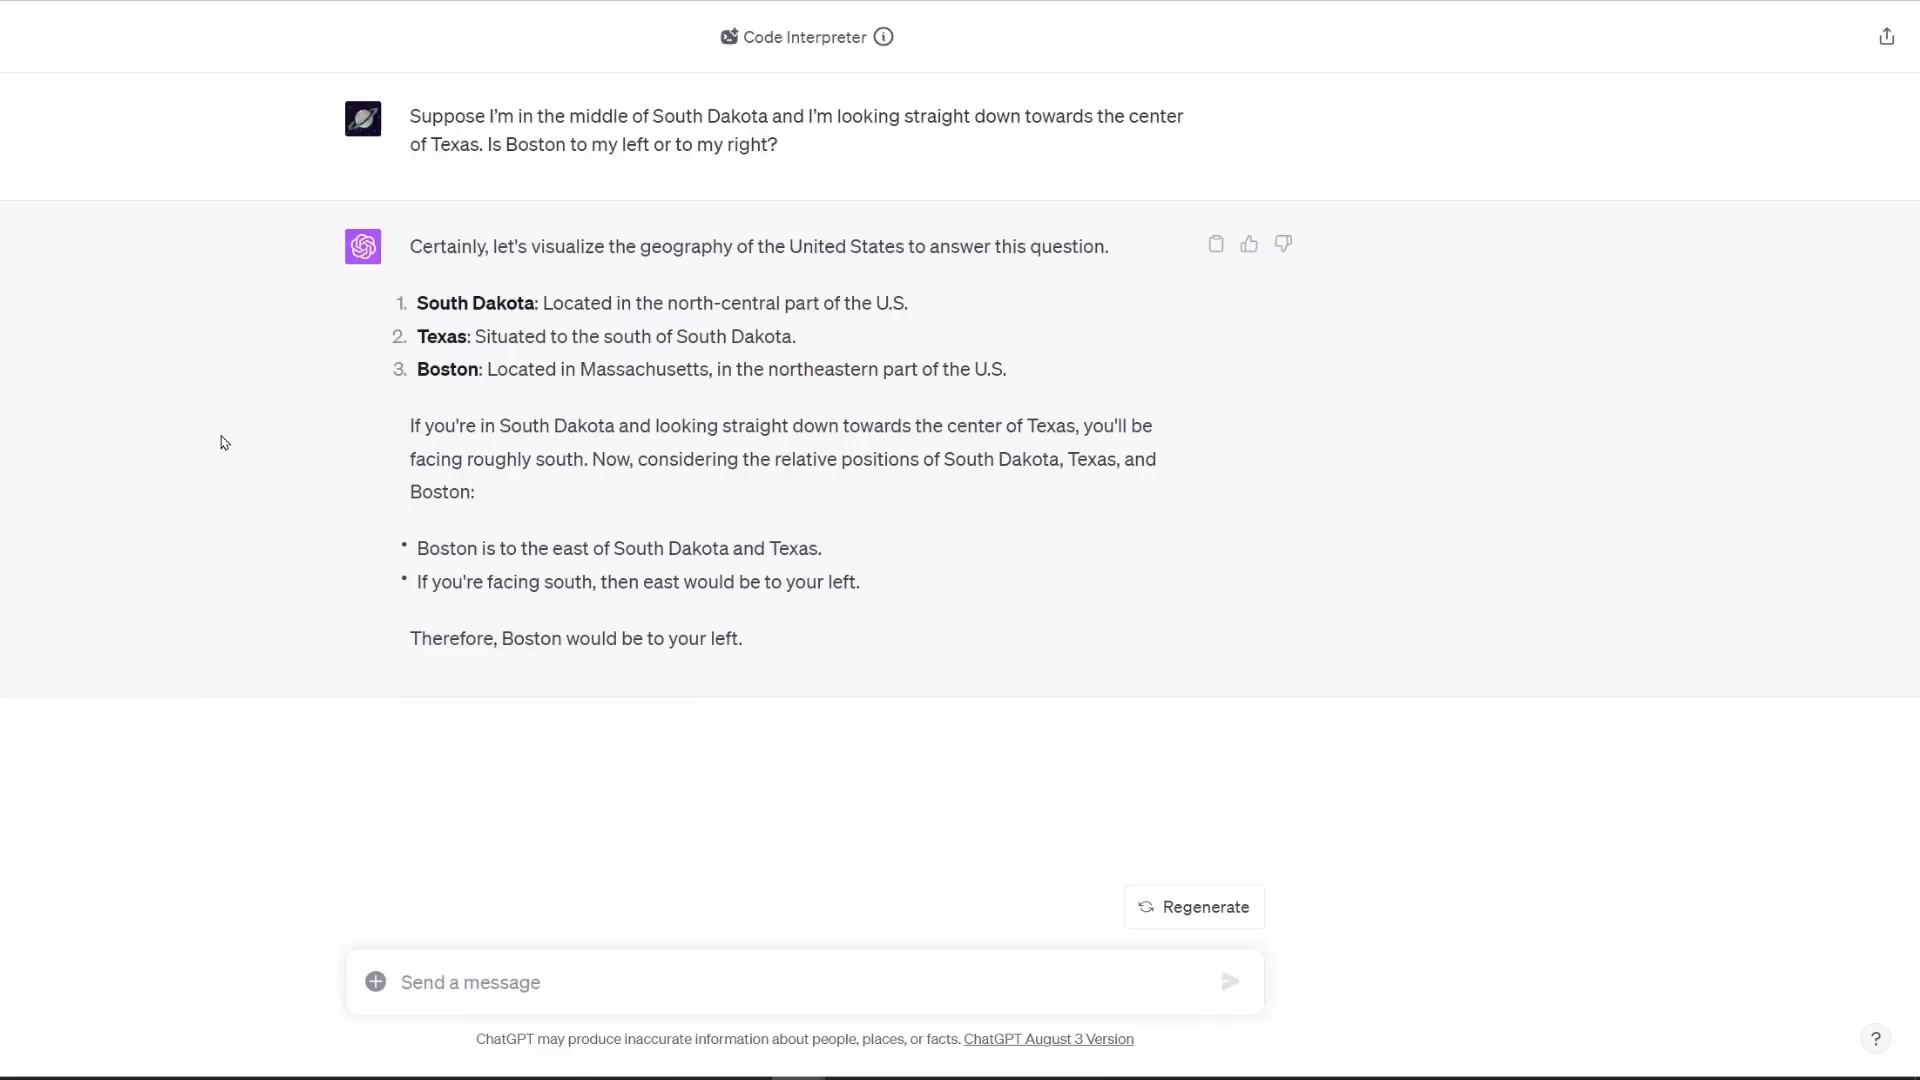 Code Interpreter
Suppose I’m in the middle of South Dakota and I’m looking straight down towards the center
of Texas. Is Boston to my left or to my right?
Certainly, let's visualize the geography of the United States to answer this question.
1. South Dakota: Located in the north-central part of the U.S.
2. Texas: Situated to the south of South Dakota.
3. Boston: Located in Massachusetts, in the northeastern part of the U.S.
If you're in South Dakota and looking straight down towards the center of Texas, you'll be
facing roughly south. Now, considering the relative positions of South Dakota, Texas, and
Boston:
• Boston is to the east of South Dakota and Texas.
• If you're facing south, then east would be to your left.
Therefore, Boston would be to your left.
Regenerate
Send a message
ChatGPT may produce inaccurate information about people, places, or facts. ChatGPT August 3 Version
?